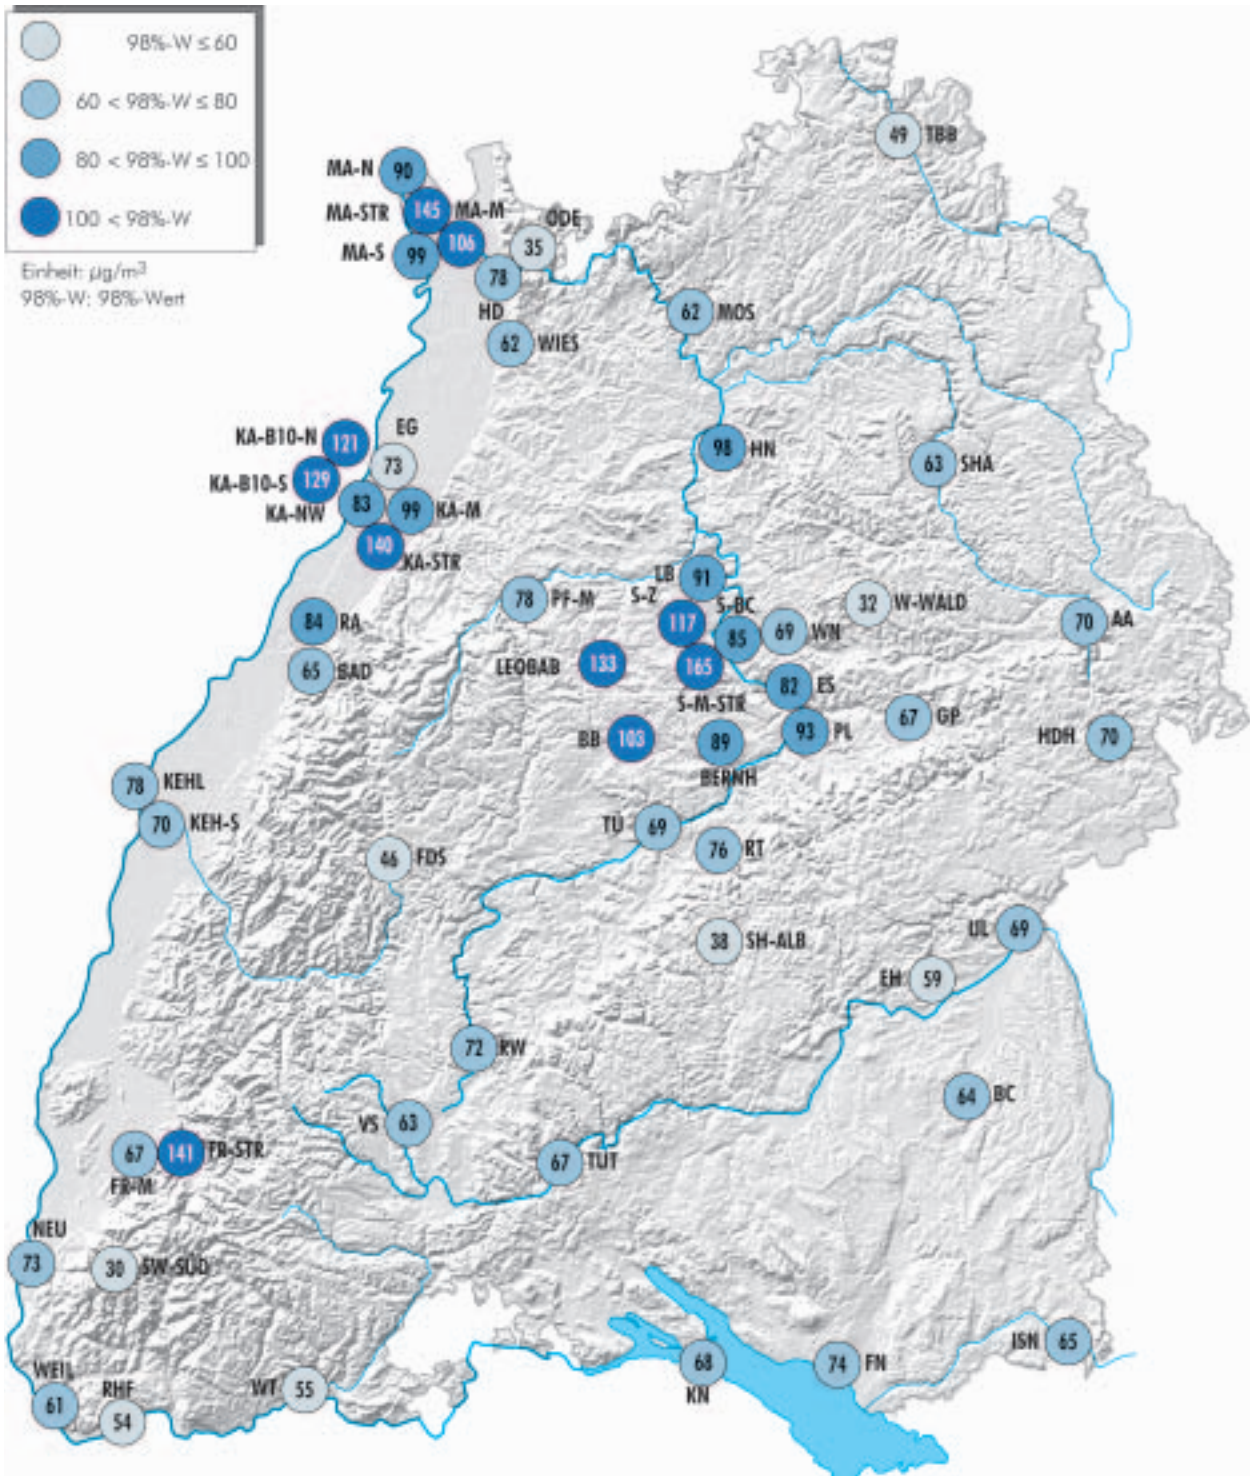 98%-W ≤ 60
60 < 98%-W ≤ 80
80 < 98%-W ≤ 100
100 < 98%-W
Einheit: µg/m³
98%-W: 98%-Wert
49 TBB
MA-N 90
MA-STR 145 MA-M
106
ODE
35
MA-S 99
78
HD
62 MOS
62 WIES
KA-B10-N 121
EG
73
98 HN
63 SHA
KA-B10-S 129
KA-NW 83
99 KA-M
140 KA-STR
LB 91
78 PF-M
S-Z
117
S-BC
85
69 WN
32 W-WALD
70 AA
84 RA
65 BAD
LEOBAB 133
165
S-M-STR
82 ES
BB 103
89
BERNH
93 PL
67 GP
HDH 70
78 KEHL
70 KEH-S
TÜ 69
76 RT
46 FDS
38 SH-ALB
UL 69
EH 59
72 RW
64 BC
VS 63
67
FR-M
141 FR-STR
67 TUT
NEU
73
30 SW-SÜD
ISN 65
WEIL
61
RHF
54
WT 55
68
KN
74 FN